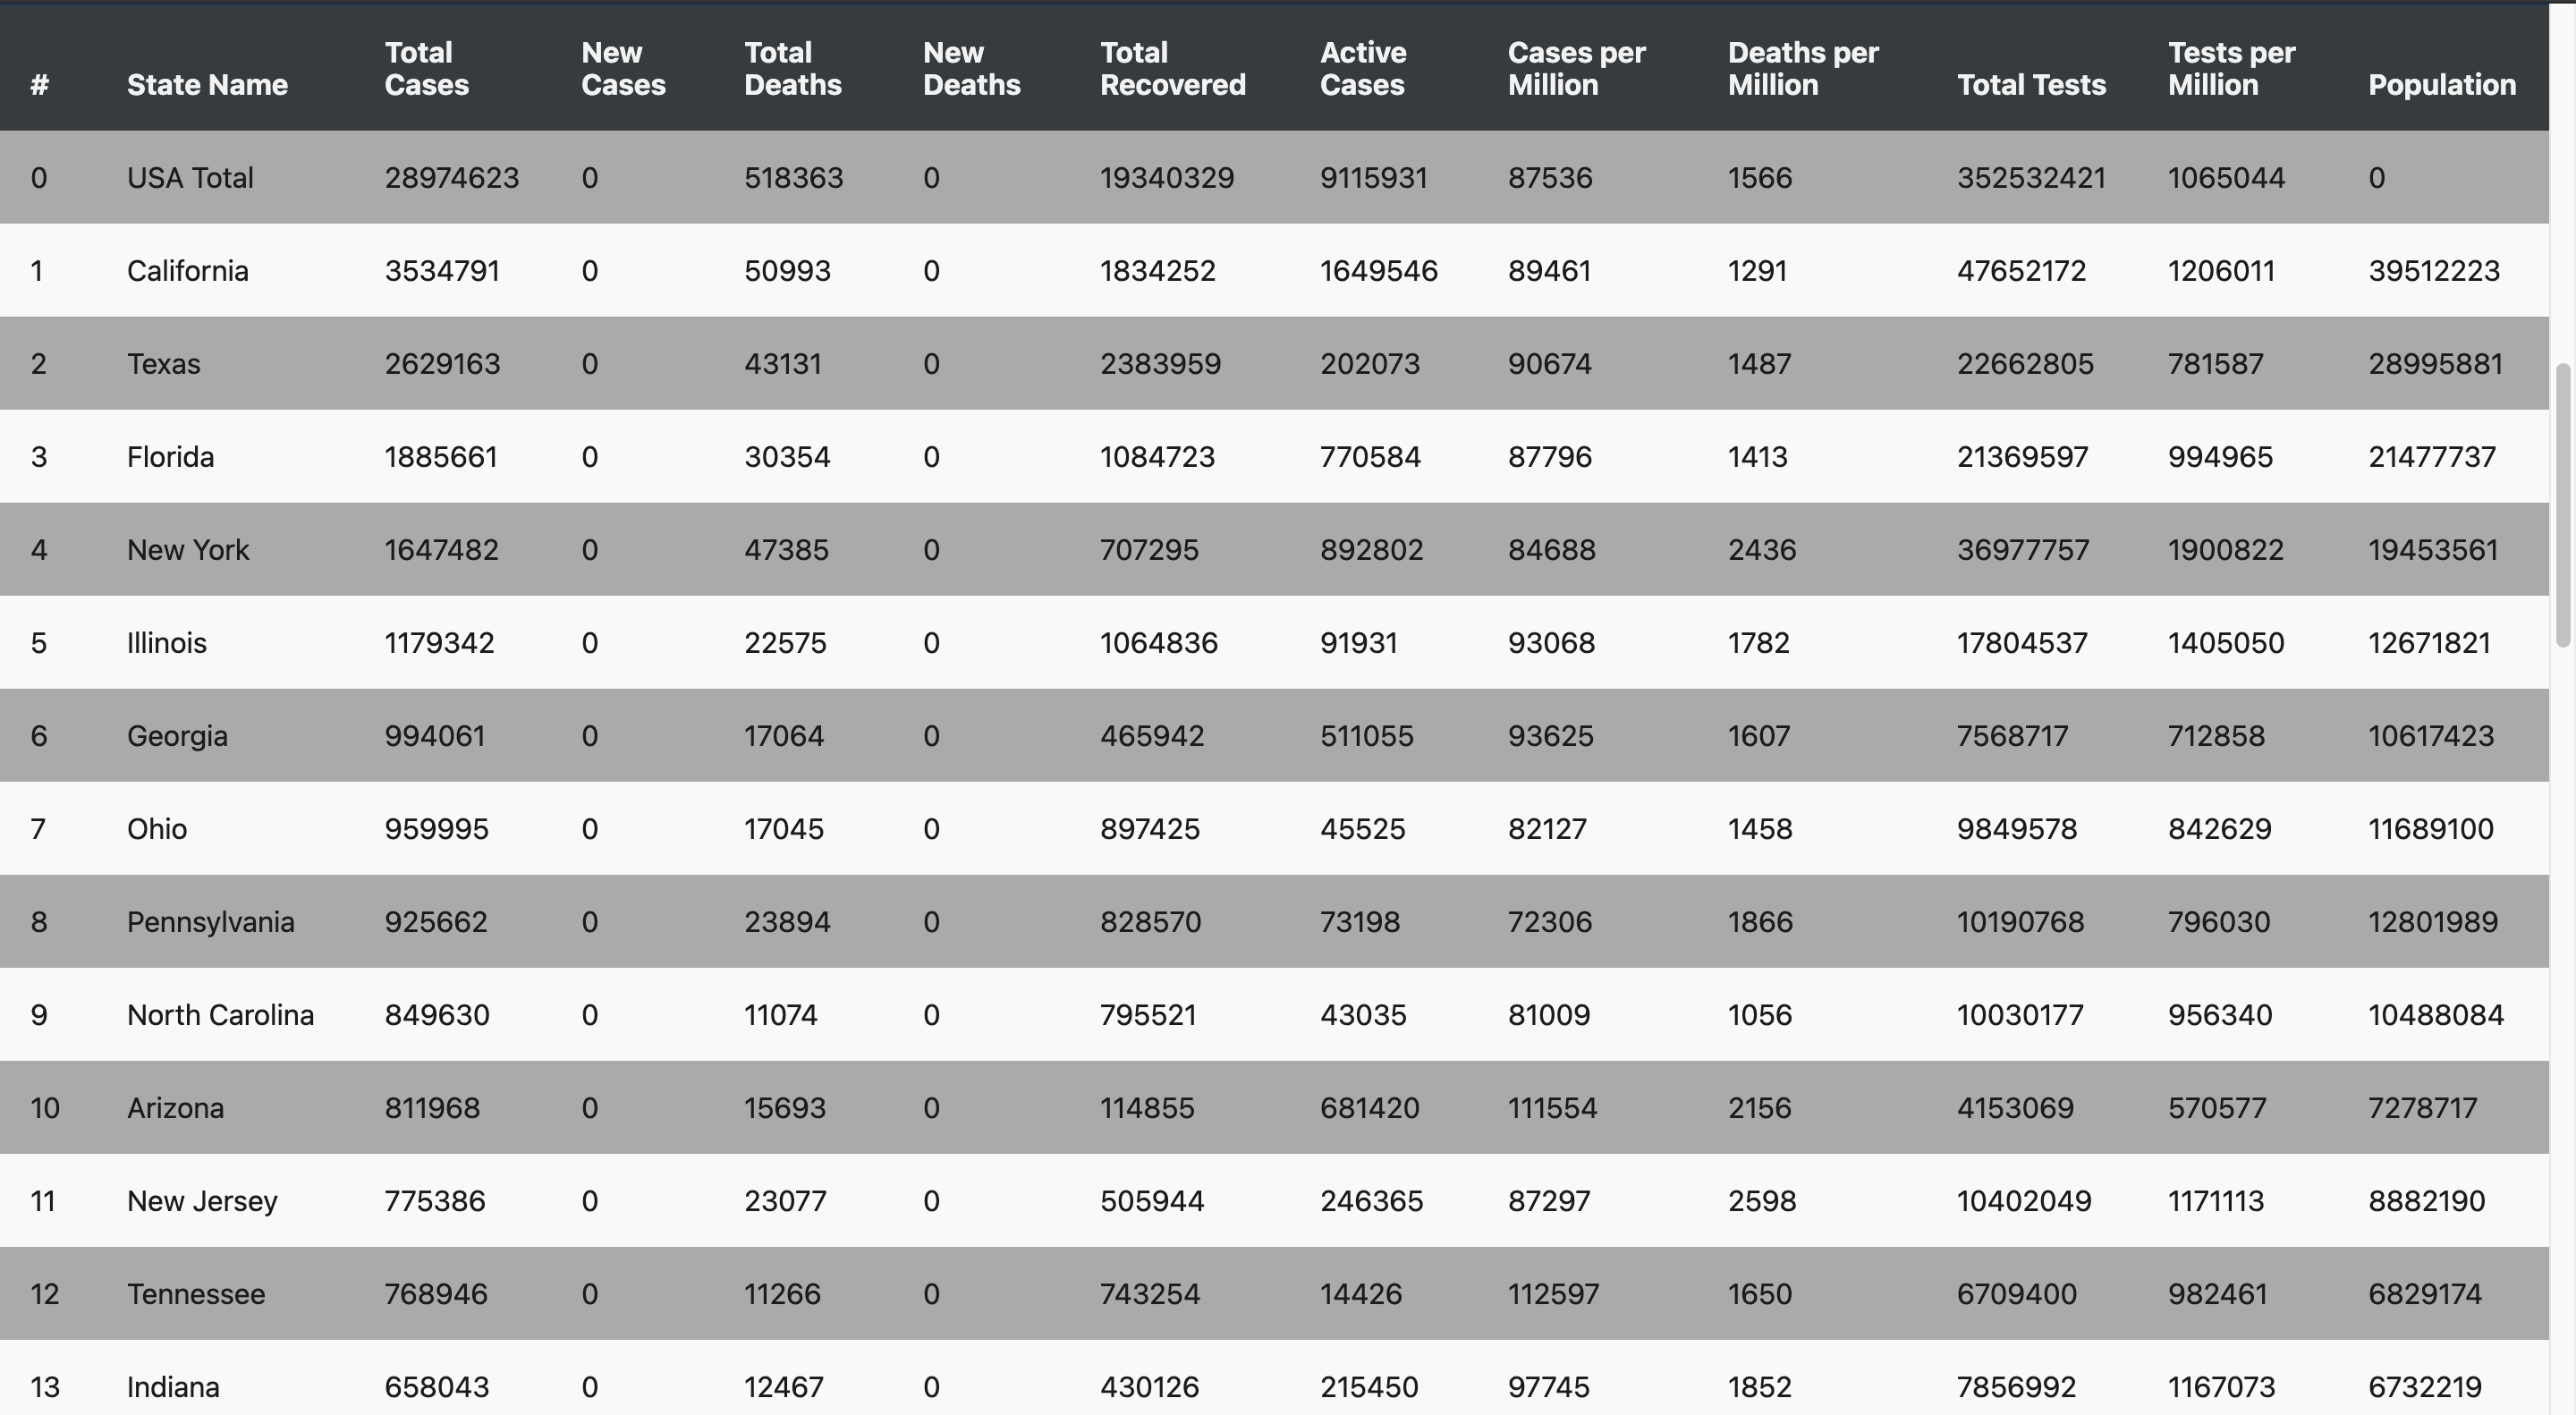 # State Name Total Cases New Cases Total Deaths New Deaths Total Recovered Active Cases Cases per Million Deaths per Million Total Tests Tests per Million Population
0 USA Total 28974623 0 518363 0 19340329 9115931 87536 1566 352532421 1065044 0
1 California 3534791 0 50993 0 1834252 1649546 89461 1291 47652172 1206011 39512223
2 Texas 2629163 0 43131 0 2383959 202073 90674 1487 22662805 781587 28995881
3 Florida 1885661 0 30354 0 1084723 770584 87796 1413 21369597 994965 21477737
4 New York 1647482 0 47385 0 707295 892802 84688 2436 36977757 1900822 19453561
5 Illinois 1179342 0 22575 0 1064836 91931 93068 1782 17804537 1405050 12671821
6 Georgia 994061 0 17064 0 465942 511055 93625 1607 7568717 712858 10617423
7 Ohio 959995 0 17045 0 897425 45525 82127 1458 9849578 842629 11689100
8 Pennsylvania 925662 0 23894 0 828570 73198 72306 1866 10190768 796030 12801989
9 North Carolina 849630 0 11074 0 795521 43035 81009 1056 10030177 956340 10488084
10 Arizona 811968 0 15693 0 114855 681420 111554 2156 4153069 570577 7278717
11 New Jersey 775386 0 23077 0 505944 246365 87297 2598 10402049 1171113 8882190
12 Tennessee 768946 0 11266 0 743254 14426 112597 1650 6709400 982461 6829174
13 Indiana 658043 0 12467 0 430126 215450 97745 1852 7856992 1167073 6732219